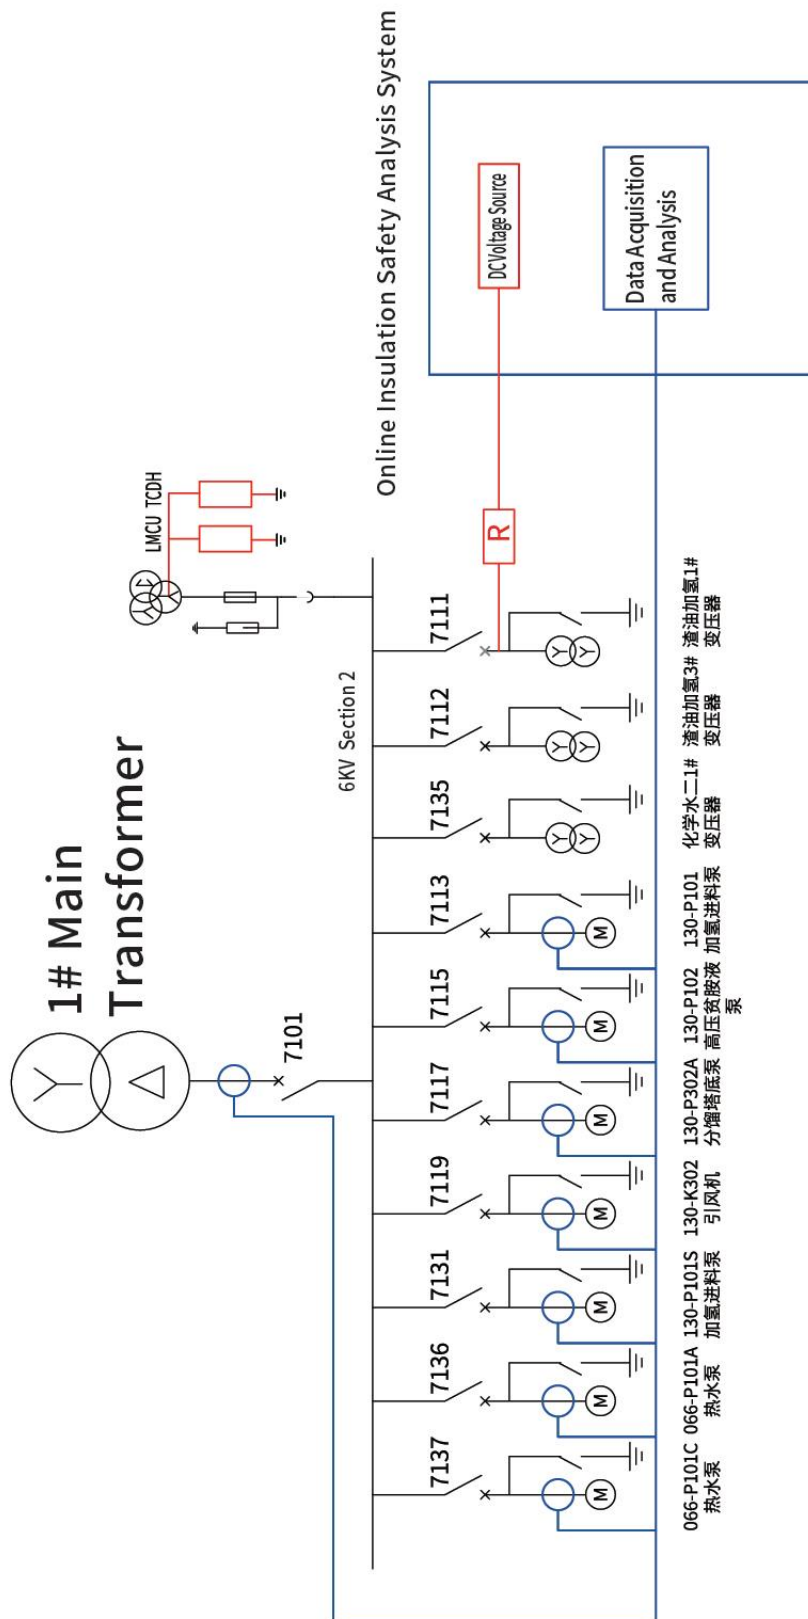 1# Main
Transformer
7101
LMCU TCDH
6KV Section 2
Online Insulation Safety Analysis System
DC Voltage Source
Data Acquisition
and Analysis
R
7137
7136
7131
7119
7117
7115
7113
7135
7112
7111
M
M
M
M
M
M
M
066-P101C
热水泵
066-P101A
热水泵
130-P101S
加氢进料泵
130-K302
引风机
130-P302A
分馏塔底泵
130-P102
高压贫胺液
泵
130-P101
加氢进料泵
化学水二1#
变压器
渣油加氢3#
变压器
渣油加氢1#
变压器